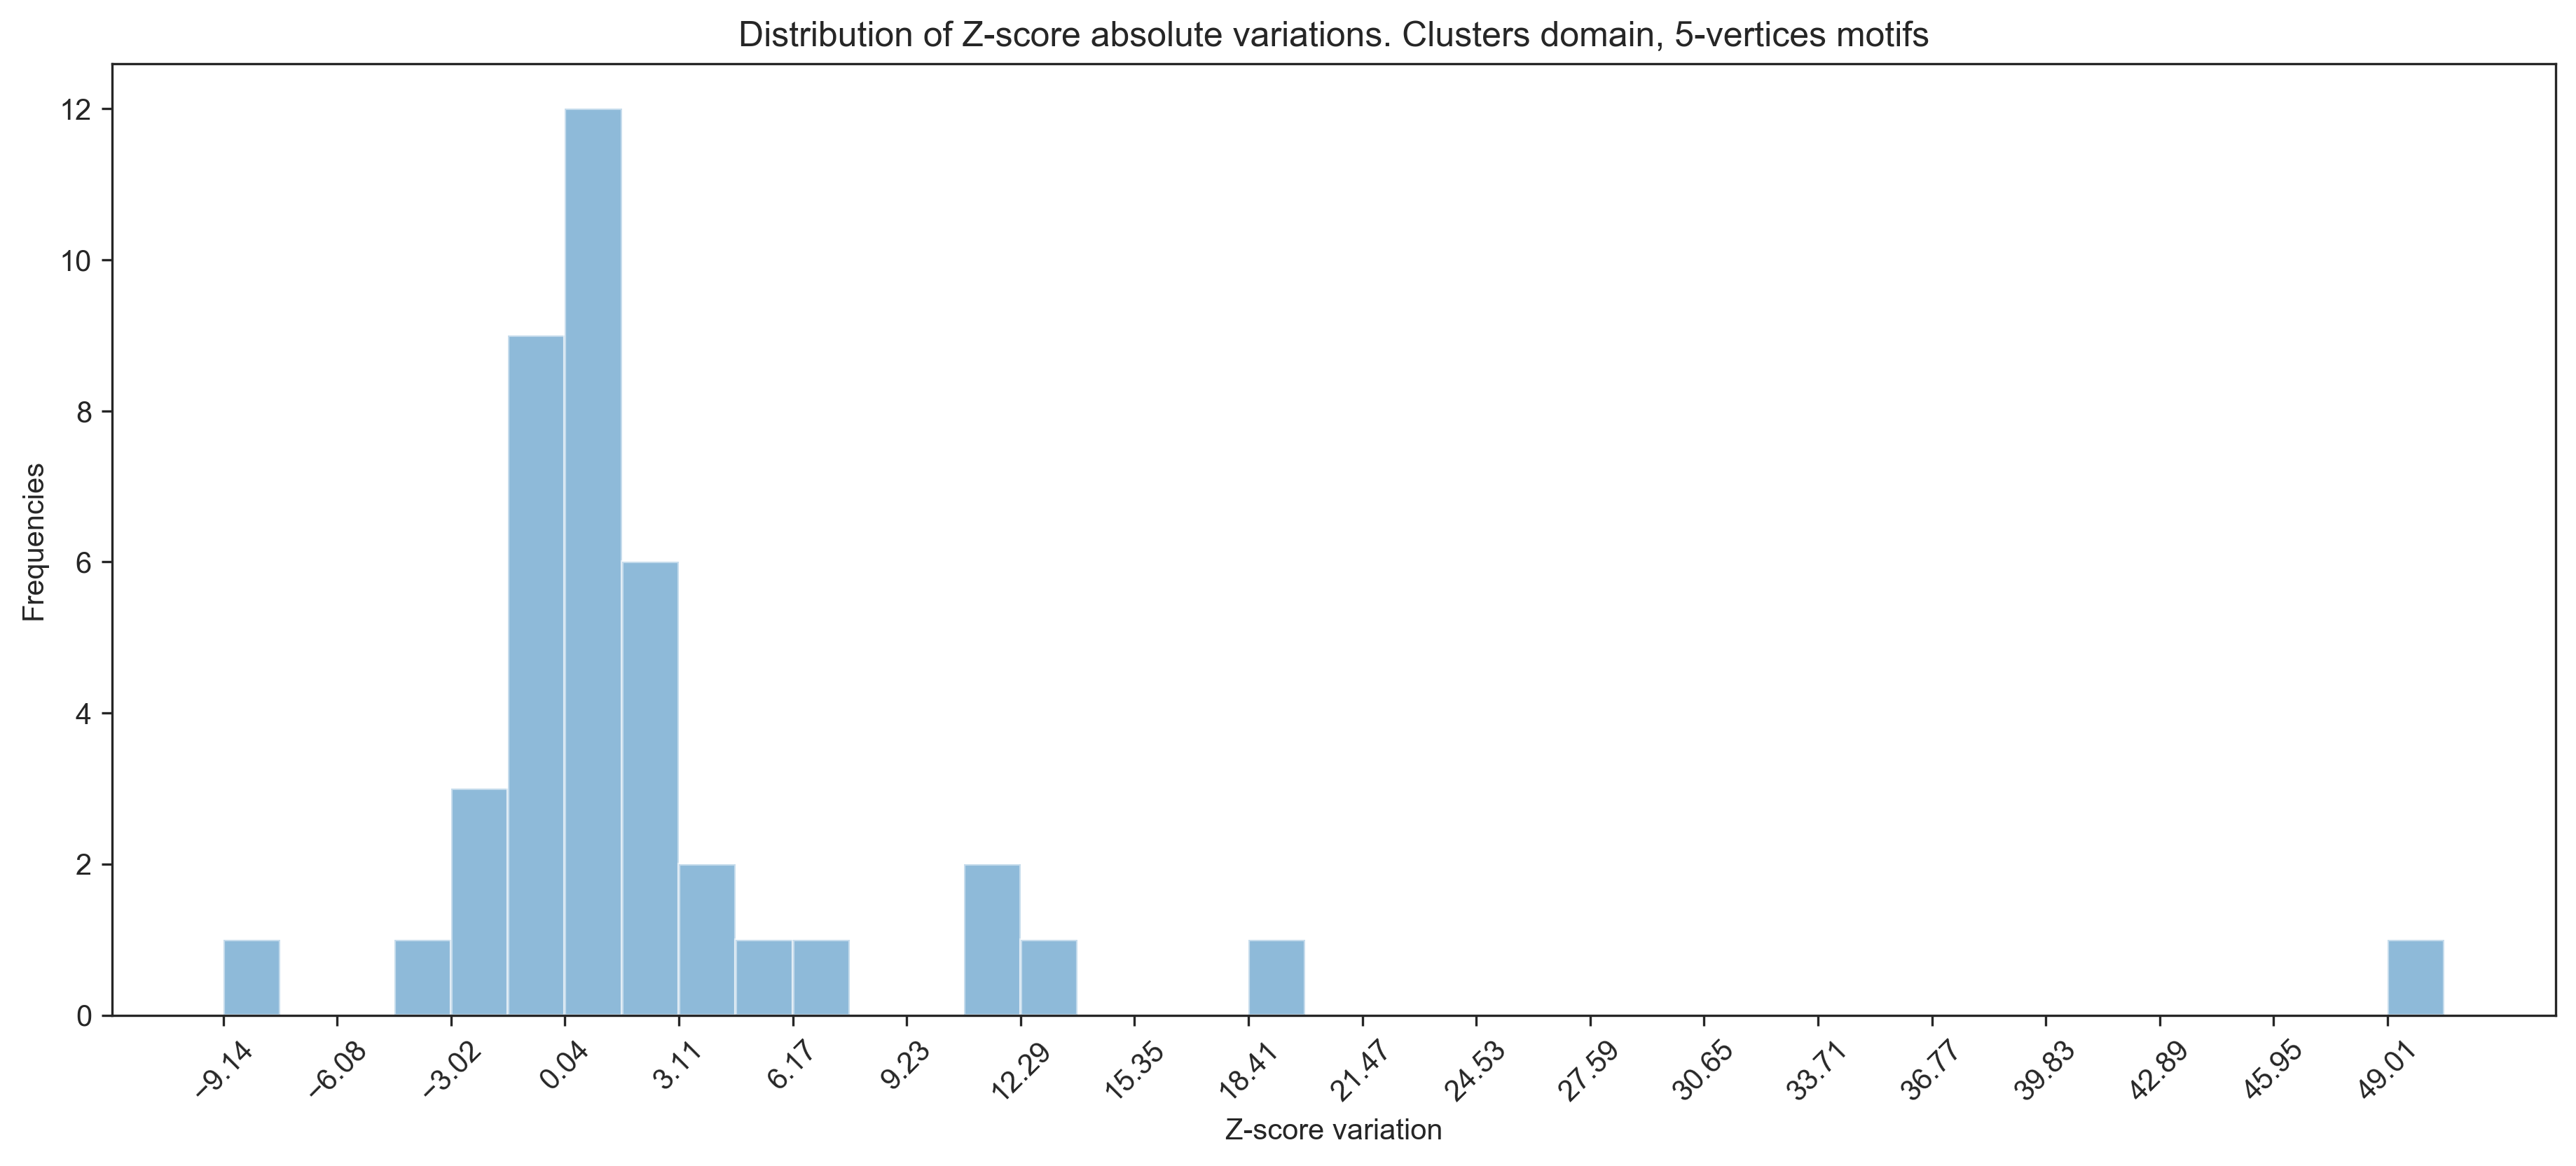 Distribution of Z-score absolute variations. Clusters domain, 5-vertices motifs
12
10
8
6
4
2
0
Frequencies
−9.14 −6.08 −3.02 0.04 3.11 6.17 9.23 12.29 15.35 18.41 21.47 24.53 27.59 30.65 33.71 36.77 39.83 42.89 45.95 49.01
Z-score variation